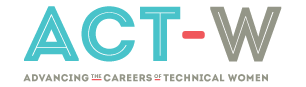 ACT-W
ADVANCING THE CAREERS OF TECHNICAL WOMEN